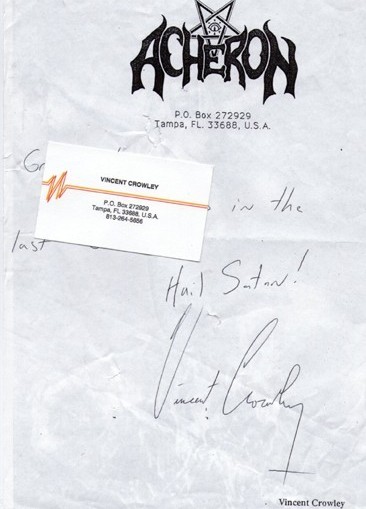 ACHERON
P.O. Box 272929
Tampa, FL. 33688, U.S.A.
VINCENT CROWLEY
P.O. Box 272929
Tampa, FL 33688, U.S.A.
813-264-5856
in the
last
Hail Satan!
Vincent Crowley
Vincent Crowley